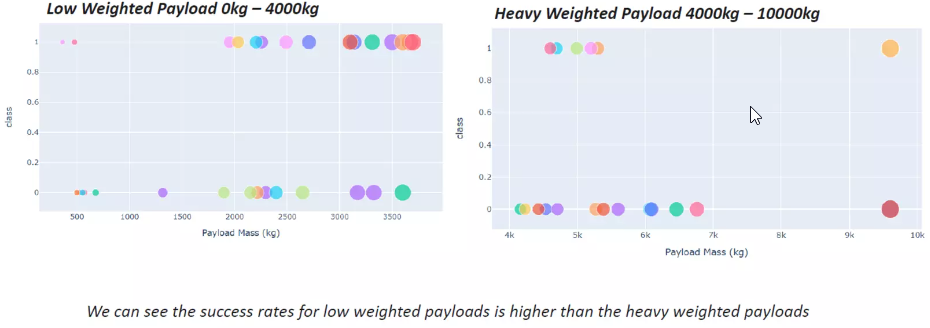 Low Weighted Payload 0kg – 4000kg
1
0.8
0.6
0.4
0.2
0
class
500 1000 1500 2000 2500 3000 3500
Payload Mass (kg)
Heavy Weighted Payload 4000kg – 10000kg
1
0.8
0.6
0.4
0.2
0
class
4k 5k 6k 7k 8k 9k 10k
Payload Mass (kg)
We can see the success rates for low weighted payloads is higher than the heavy weighted payloads